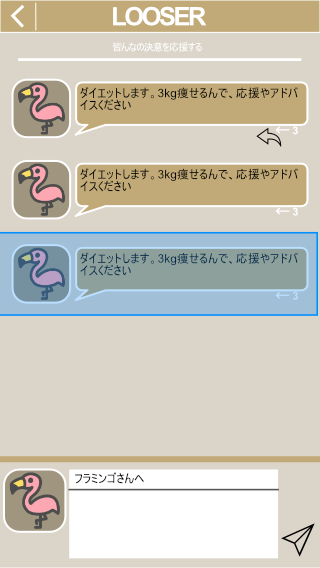 LOOSER
皆んなの決意を応援する
ダイエットします。3kg痩せるんで、応援やアドバ
イスください
← 3
ダイエットします。3kg痩せるんで、応援やアドバ
イスください
← 3
ダイエットします。3kg痩せるんで、応援やアドバ
イスください
← 3
フラミンゴさんへ